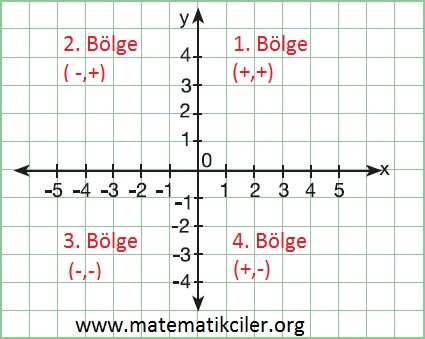 y
2. Bölge
( -,+)
1. Bölge
(+,+)
4
3
2
1
0
x
-5 -4 -3 -2 -1 1 2 3 4 5
-1
-2
-3
-4
3. Bölge
(-,-)
4. Bölge
(+,-)
www.matematikciler.org